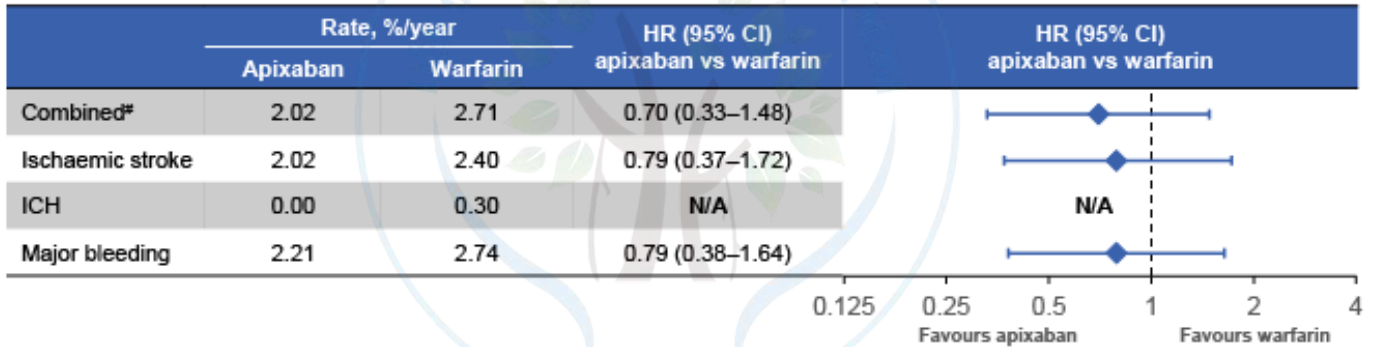 Rate, %/year HR (95% CI) HR (95% CI)
Apixaban Warfarin apixaban vs warfarin apixaban vs warfarin
Combined# 2.02 2.71 0.70 (0.33–1.48)
Ischaemic stroke 2.02 2.40 0.79 (0.37–1.72)
ICH 0.00 0.30 N/A N/A
Major bleeding 2.21 2.74 0.79 (0.38–1.64)
0.125 0.25 0.5 1 2 4
Favours apixaban Favours warfarin